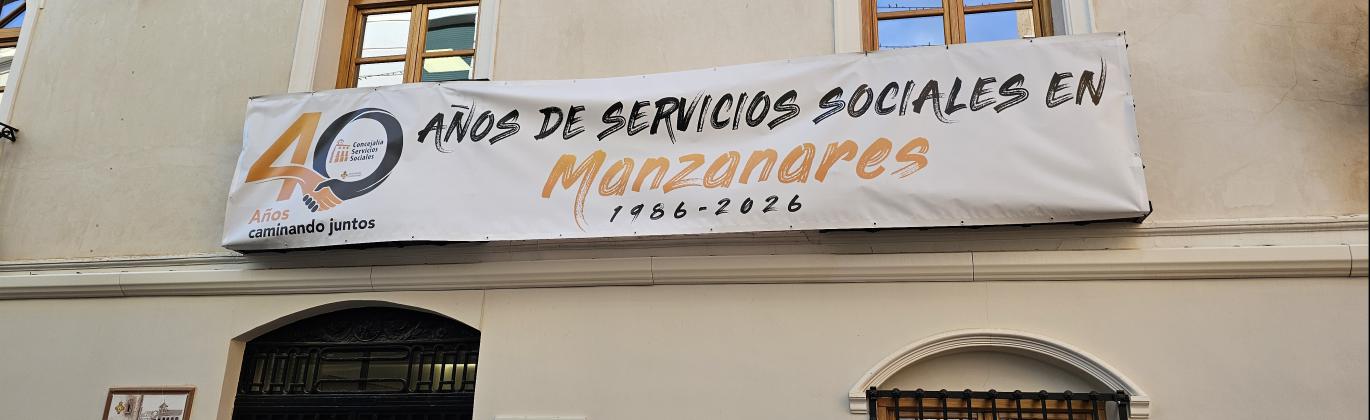 40 AÑOS DE SERVICIOS SOCIALES EN
Manzanares
1986-2026
Concejalía
Servicios
Sociales
Años
caminando juntos